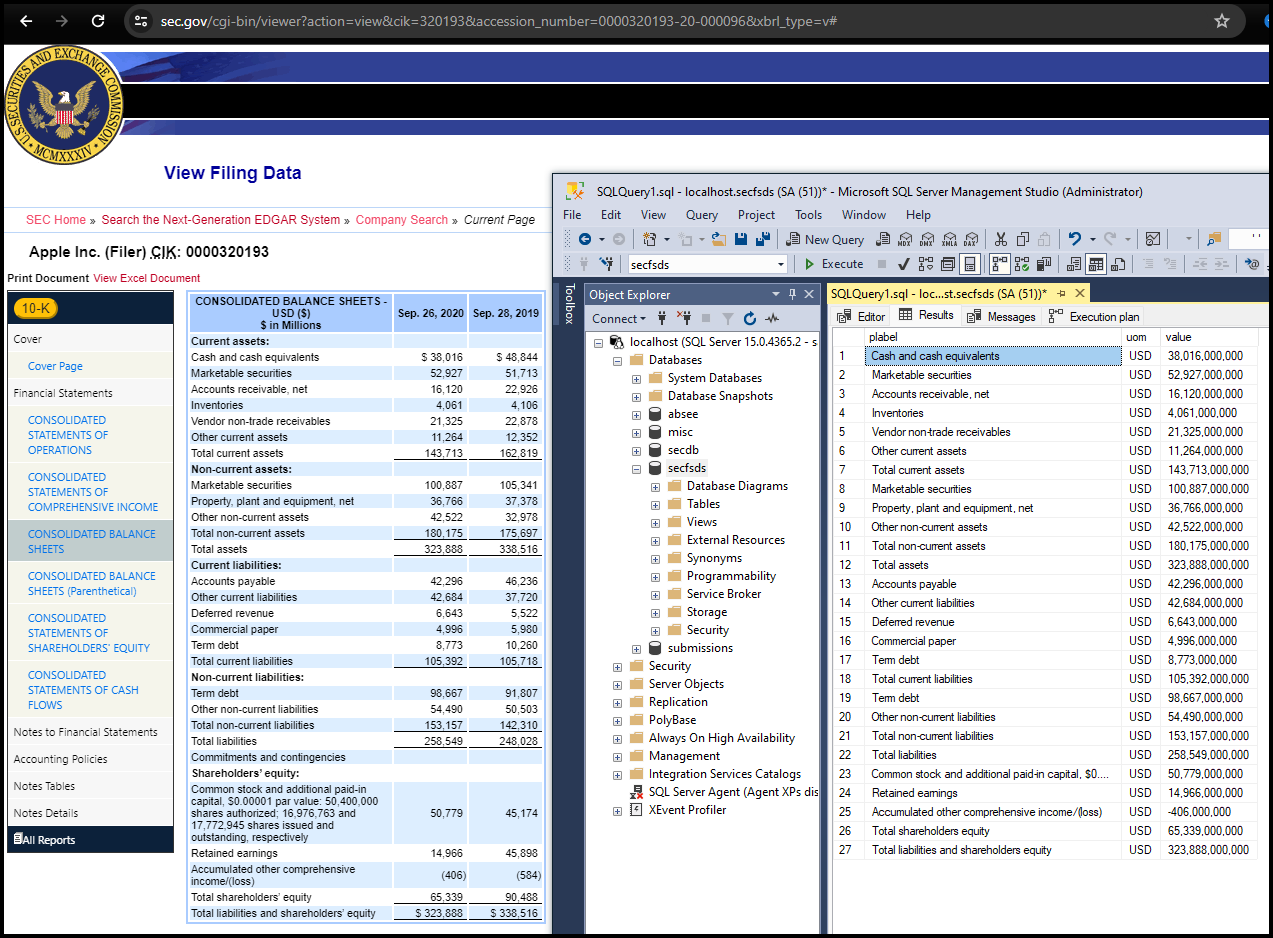 sec.gov/cgi-bin/viewer?action=view&cik=320193&accession_number=0000320193-20-000096&xbrl_type=v#
U.S. SECURITIES AND EXCHANGE COMMISSION
MCMXXXIV
View Filing Data
SEC Home » Search the Next-Generation EDGAR System » Company Search » Current Page
Apple Inc. (Filer) CIK: 0000320193
Print Document View Excel Document
10-K
Cover
Cover Page
Financial Statements
CONSOLIDATED
STATEMENTS OF
OPERATIONS
CONSOLIDATED
STATEMENTS OF
COMPREHENSIVE INCOME
CONSOLIDATED BALANCE
SHEETS
CONSOLIDATED BALANCE
SHEETS (Parenthetical)
CONSOLIDATED
STATEMENTS OF
SHAREHOLDERS' EQUITY
CONSOLIDATED
STATEMENTS OF CASH
FLOWS
Notes to Financial Statements
Accounting Policies
Notes Tables
Notes Details
All Reports
CONSOLIDATED BALANCE SHEETS -
USD ($)
$ in Millions
Sep. 26, 2020 Sep. 28, 2019
Current assets:
Cash and cash equivalents $ 38,016 $ 48,844
Marketable securities 52,927 51,713
Accounts receivable, net 16,120 22,926
Inventories 4,061 4,106
Vendor non-trade receivables 21,325 22,878
Other current assets 11,264 12,352
Total current assets 143,713 162,819
Non-current assets:
Marketable securities 100,887 105,341
Property, plant and equipment, net 36,766 37,378
Other non-current assets 42,522 32,978
Total non-current assets 180,175 175,697
Total assets 323,888 338,516
Current liabilities:
Accounts payable 42,296 46,236
Other current liabilities 42,684 37,720
Deferred revenue 6,643 5,522
Commercial paper 4,996 5,980
Term debt 8,773 10,260
Total current liabilities 105,392 105,718
Non-current liabilities:
Term debt 98,667 91,807
Other non-current liabilities 54,490 50,503
Total non-current liabilities 153,157 142,310
Total liabilities 258,549 248,028
Commitments and contingencies
Shareholders' equity:
Common stock and additional paid-in
capital, $0.00001 par value: 50,400,000
shares authorized; 16,976,763 and
17,772,945 shares issued and
outstanding, respectively
50,779 45,174
Retained earnings 14,966 45,898
Accumulated other comprehensive
income/(loss)
(406) (584)
Total shareholders' equity 65,339 90,488
Total liabilities and shareholders' equity $ 323,888 $ 338,516
SQLQuery1.sql - localhost.secfsds (SA (51))* - Microsoft SQL Server Management Studio (Administrator)
File Edit View Query Project Tools Window Help
New Query MDX DMX XMLA DAX
secfsds Execute
Toolbox
Object Explorer
Connect
localhost (SQL Server 15.0.4365.2 - s
Databases
System Databases
Database Snapshots
absee
misc
secdb
secfsds
Database Diagrams
Tables
Views
External Resources
Synonyms
Programmability
Service Broker
Storage
Security
submissions
Security
Server Objects
Replication
PolyBase
Always On High Availability
Management
Integration Services Catalogs
SQL Server Agent (Agent XPs dis
XEvent Profiler
SQLQuery1.sql - loc...st.secfsds (SA (51))*
Editor Results Messages Execution plan
plabel uom value
1 Cash and cash equivalents USD 38,016,000,000
2 Marketable securities USD 52,927,000,000
3 Accounts receivable, net USD 16,120,000,000
4 Inventories USD 4,061,000,000
5 Vendor non-trade receivables USD 21,325,000,000
6 Other current assets USD 11,264,000,000
7 Total current assets USD 143,713,000,000
8 Marketable securities USD 100,887,000,000
9 Property, plant and equipment, net USD 36,766,000,000
10 Other non-current assets USD 42,522,000,000
11 Total non-current assets USD 180,175,000,000
12 Total assets USD 323,888,000,000
13 Accounts payable USD 42,296,000,000
14 Other current liabilities USD 42,684,000,000
15 Deferred revenue USD 6,643,000,000
16 Commercial paper USD 4,996,000,000
17 Term debt USD 8,773,000,000
18 Total current liabilities USD 105,392,000,000
19 Term debt USD 98,667,000,000
20 Other non-current liabilities USD 54,490,000,000
21 Total non-current liabilities USD 153,157,000,000
22 Total liabilities USD 258,549,000,000
23 Common stock and additional paid-in capital, $0.... USD 50,779,000,000
24 Retained earnings USD 14,966,000,000
25 Accumulated other comprehensive income/(loss) USD -406,000,000
26 Total shareholders equity USD 65,339,000,000
27 Total liabilities and shareholders equity USD 323,888,000,000